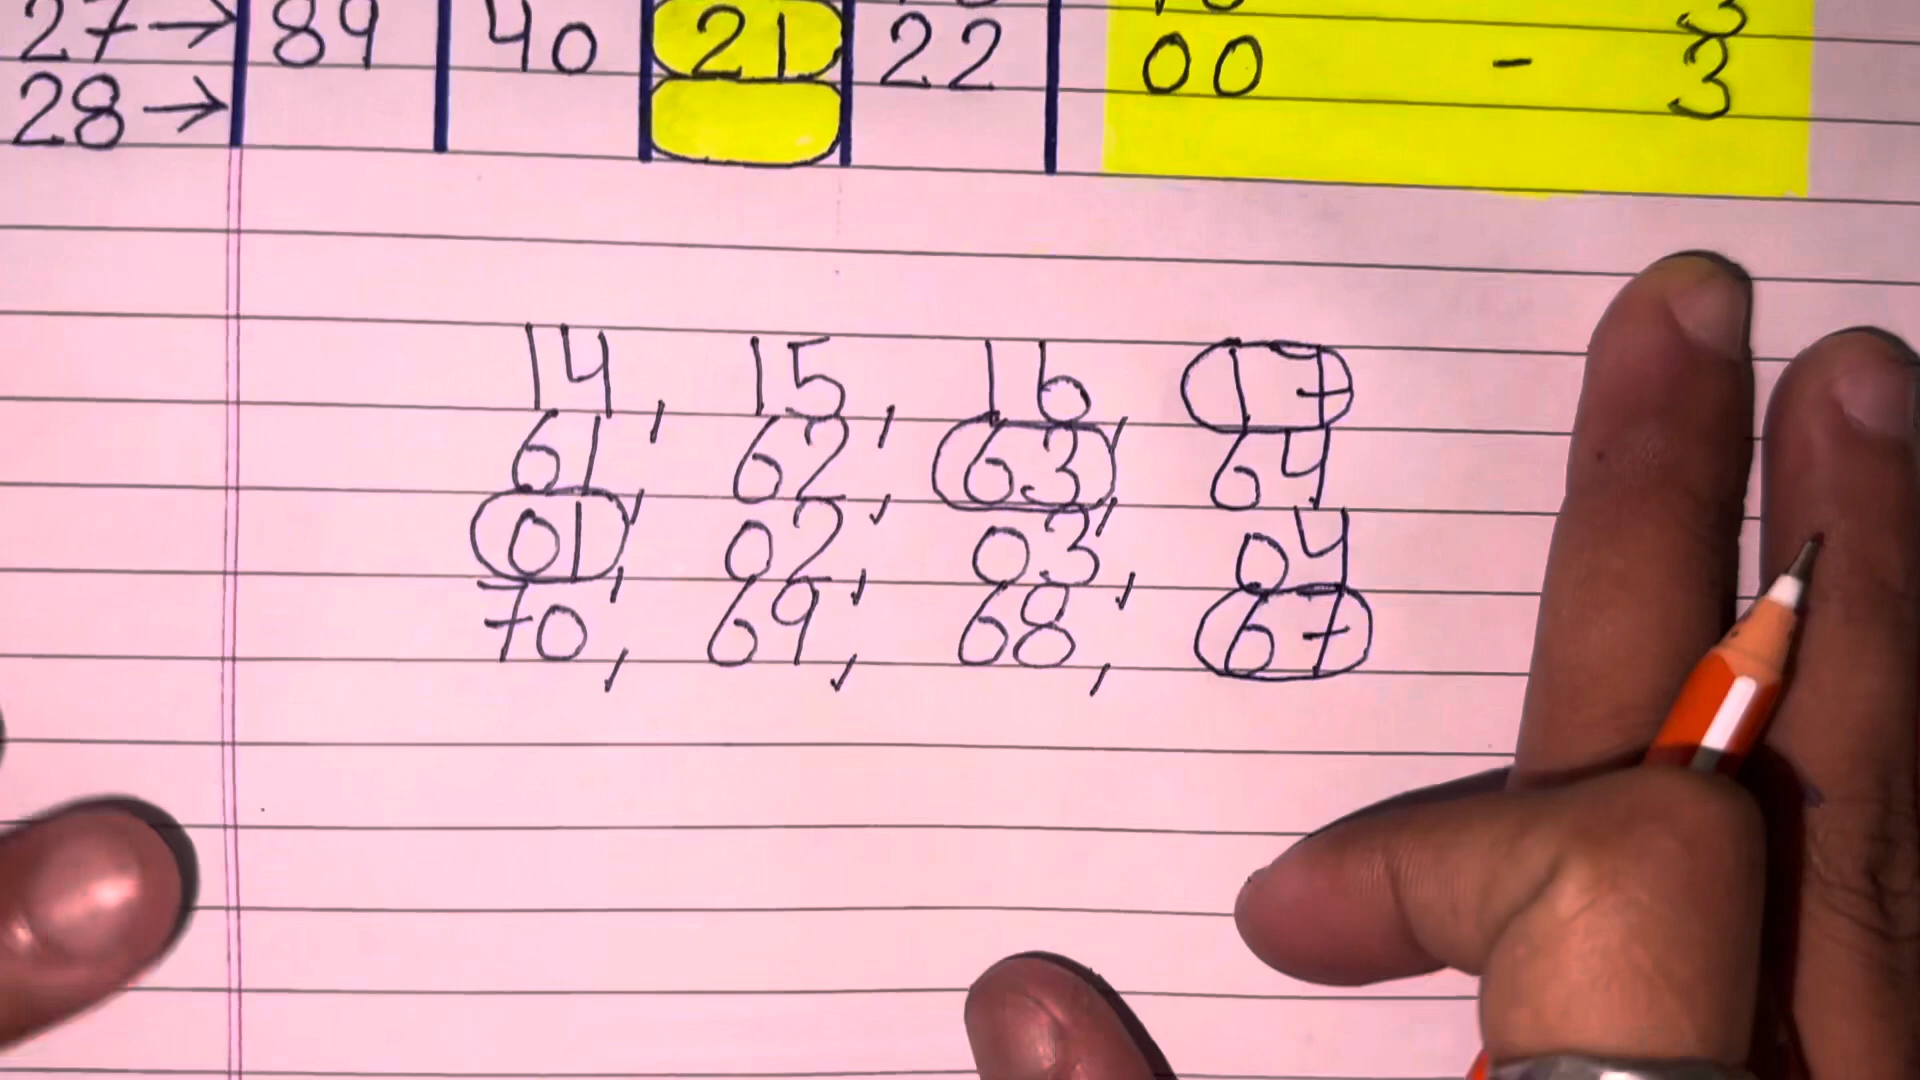 27→ 89 40 21 22 00 - 3
28→
14, 15, 16, 17
61, 62, 63, 64
01, 02, 03, 04
70, 69, 68, 67